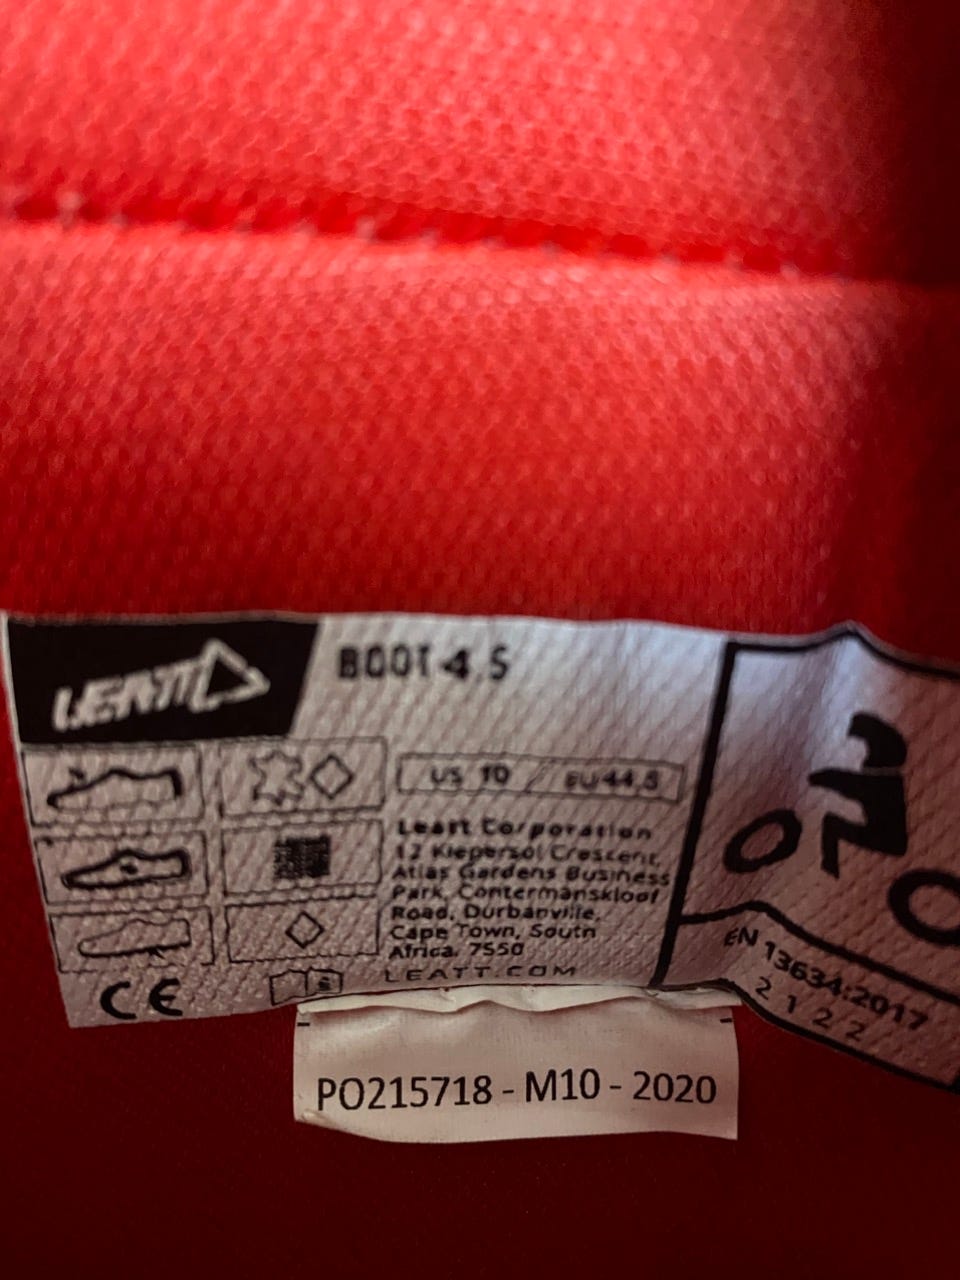 LEATT
BOOT 4.5
US 10 / EU 44.5
Leatt Corporation
12 Kiepersol Crescent,
Atlas Gardens Business
Park, Contermanskloof
Road, Durbanville,
Cape Town, South
Africa. 7550
LEATT.COM
CE
EN 13634:2017
2 1 2 2
PO215718 - M10 - 2020